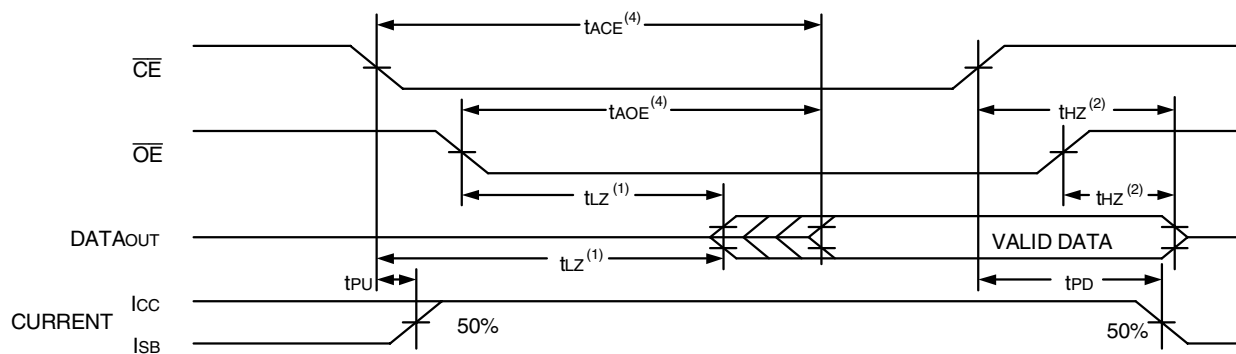 tACE(4)
CE
tAOE(4)
tHZ(2)
OE
tLZ(1)
tHZ(2)
DATAOUT
VALID DATA
tLZ(1)
tPU
tPD
ICC
CURRENT
50%
50%
ISB